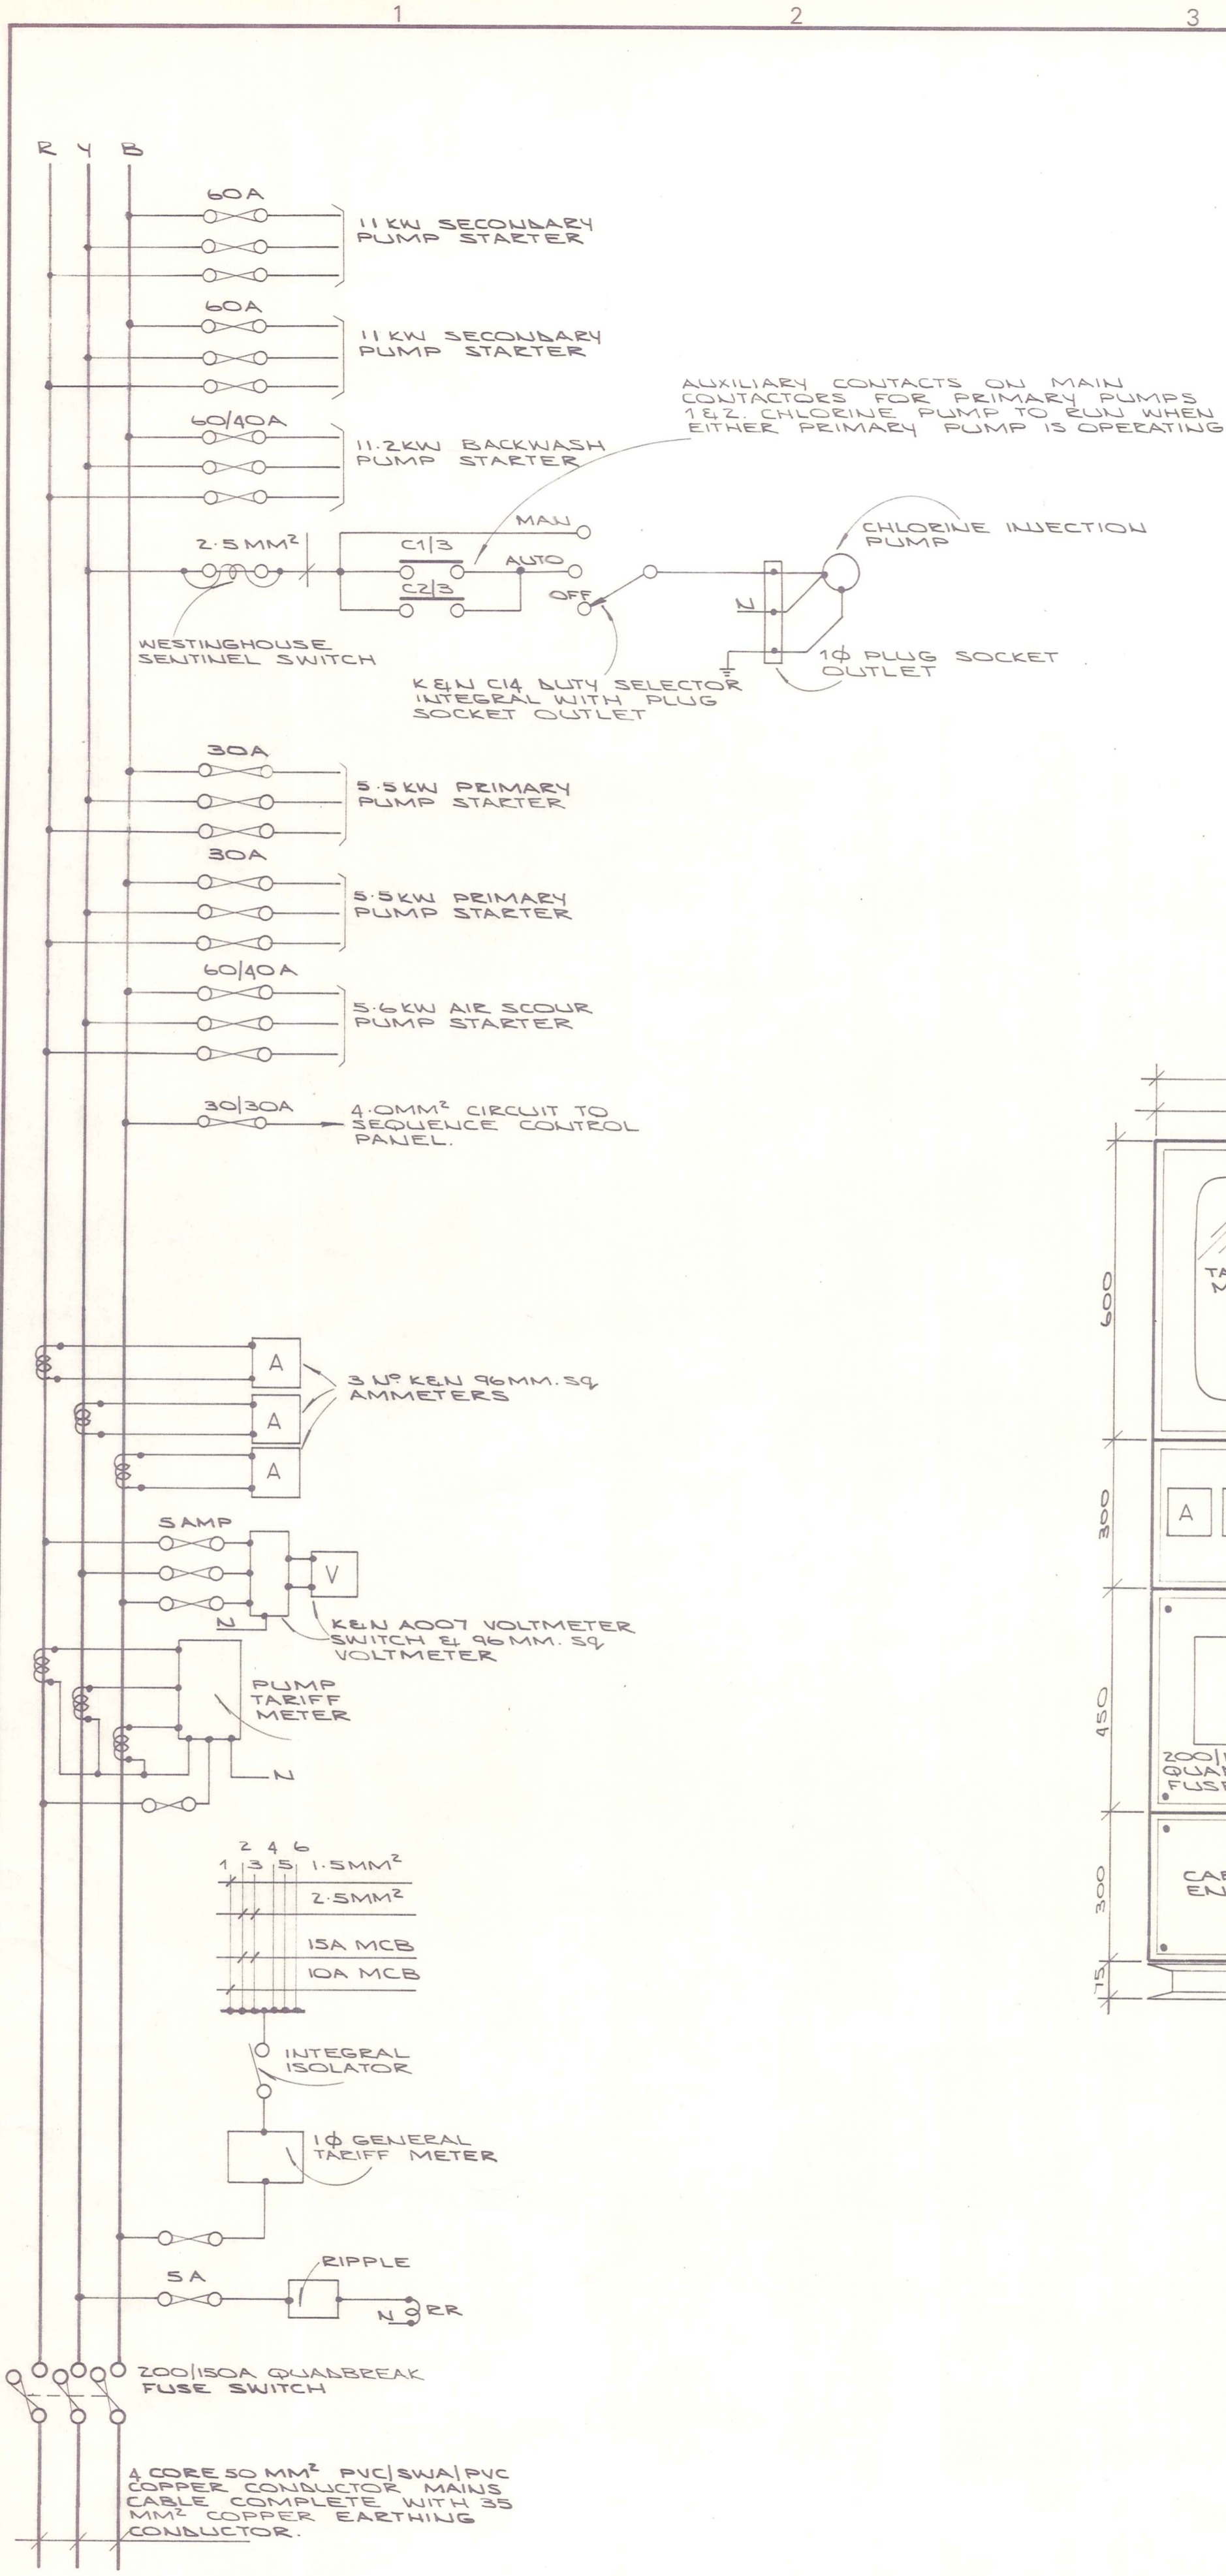 1 2 3
R Y B
60A
11KW SECONDARY
PUMP STARTER
60A
11KW SECONDARY
PUMP STARTER
60/40A
11.2KW BACKWASH
PUMP STARTER
AUXILIARY CONTACTS ON MAIN
CONTACTORS FOR PRIMARY PUMPS
1 & 2. CHLORINE PUMP TO RUN WHEN
EITHER PRIMARY PUMP IS OPERATING
2.5MM²
C1/3
C2/3
MAN
AUTO
OFF
CHLORINE INJECTION
PUMP
N
WESTINGHOUSE
SENTINEL SWITCH
K&N C14 DUTY SELECTOR
INTEGRAL WITH PLUG
SOCKET OUTLET
1Φ PLUG SOCKET
OUTLET
30A
5.5KW PRIMARY
PUMP STARTER
30A
5.5KW PRIMARY
PUMP STARTER
60/40A
5.6KW AIR SCOUR
PUMP STARTER
30/30A
4.0MM² CIRCUIT TO
SEQUENCE CONTROL
PANEL.
A
A
A
3 Nº K&N 96MM.SQ
AMMETERS
5AMP
V
N
K&N A007 VOLTMETER
SWITCH & 96MM.SQ
VOLTMETER
PUMP
TARIFF
METER
N
2 4 6
1 3 5 1.5MM²
2.5MM²
15A MCB
10A MCB
INTEGRAL
ISOLATOR
1Φ GENERAL
TARIFF METER
RIPPLE
5A
N RR
200/150A QUADBREAK
FUSE SWITCH
4 CORE 50 MM² PVC/SWA/PVC
COPPER CONDUCTOR MAINS
CABLE COMPLETE WITH 35
MM² COPPER EARTHING
CONDUCTOR.
600
300
A
450
300
75